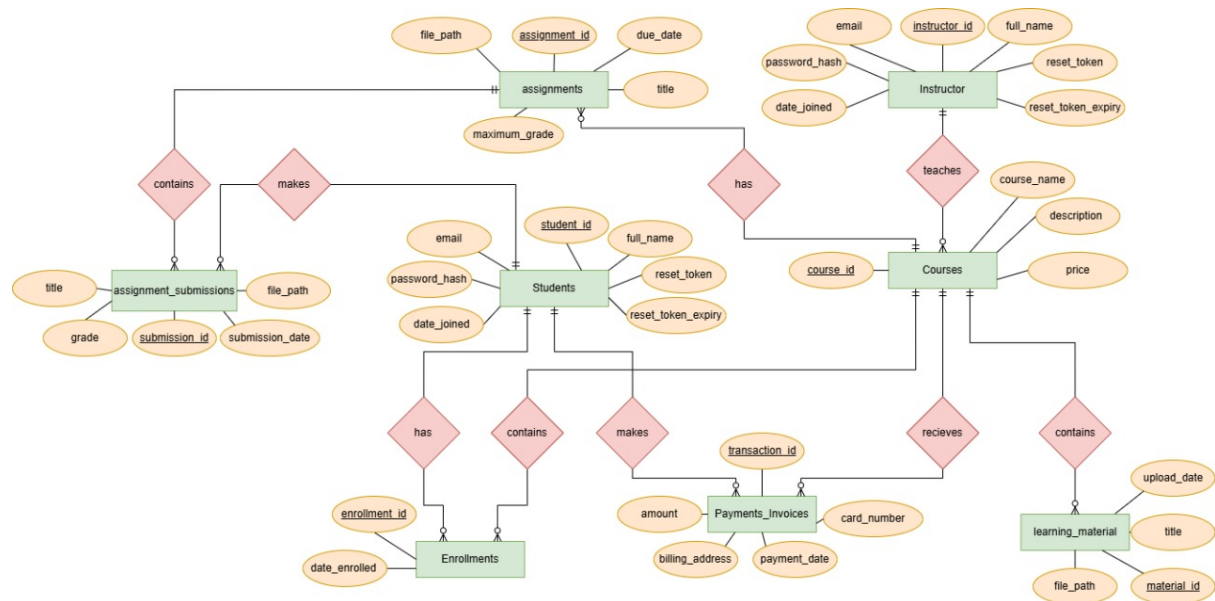 assignment_id
file_path
due_date
assignments
title
maximum_grade
email
instructor_id
full_name
password_hash
reset_token
Instructor
date_joined
reset_token_expiry
contains
makes
has
teaches
course_name
description
course_id
Courses
price
email
student_id
full_name
password_hash
reset_token
Students
date_joined
reset_token_expiry
title
assignment_submissions
file_path
grade
submission_id
submission_date
has
contains
makes
recieves
contains
enrollment_id
date_enrolled
Enrollments
transaction_id
amount
Payments_Invoices
card_number
billing_address
payment_date
upload_date
learning_material
title
file_path
material_id